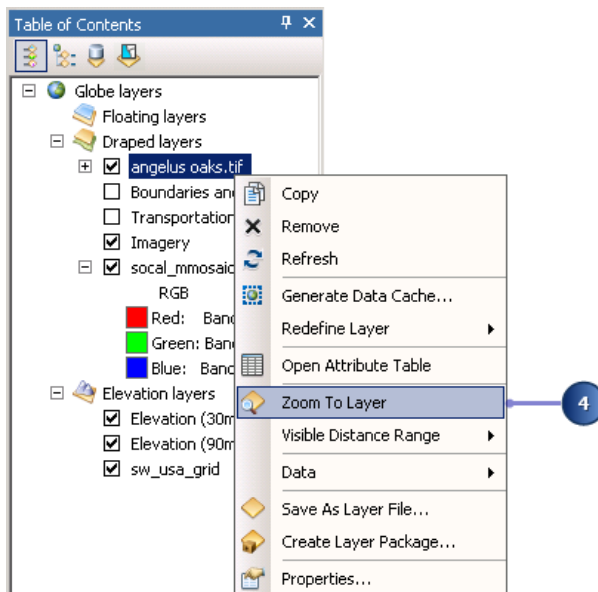 Table of Contents
Globe layers
Floating layers
Draped layers
angelus oaks.tif
Boundaries an
Transportation
Imagery
socal_mmosaic
RGB
Red: Band
Green: Band
Blue: Band
Elevation layers
Elevation (30m
Elevation (90m
sw_usa_grid
Copy
Remove
Refresh
Generate Data Cache...
Redefine Layer
Open Attribute Table
Zoom To Layer
Visible Distance Range
Data
Save As Layer File...
Create Layer Package...
Properties...
4